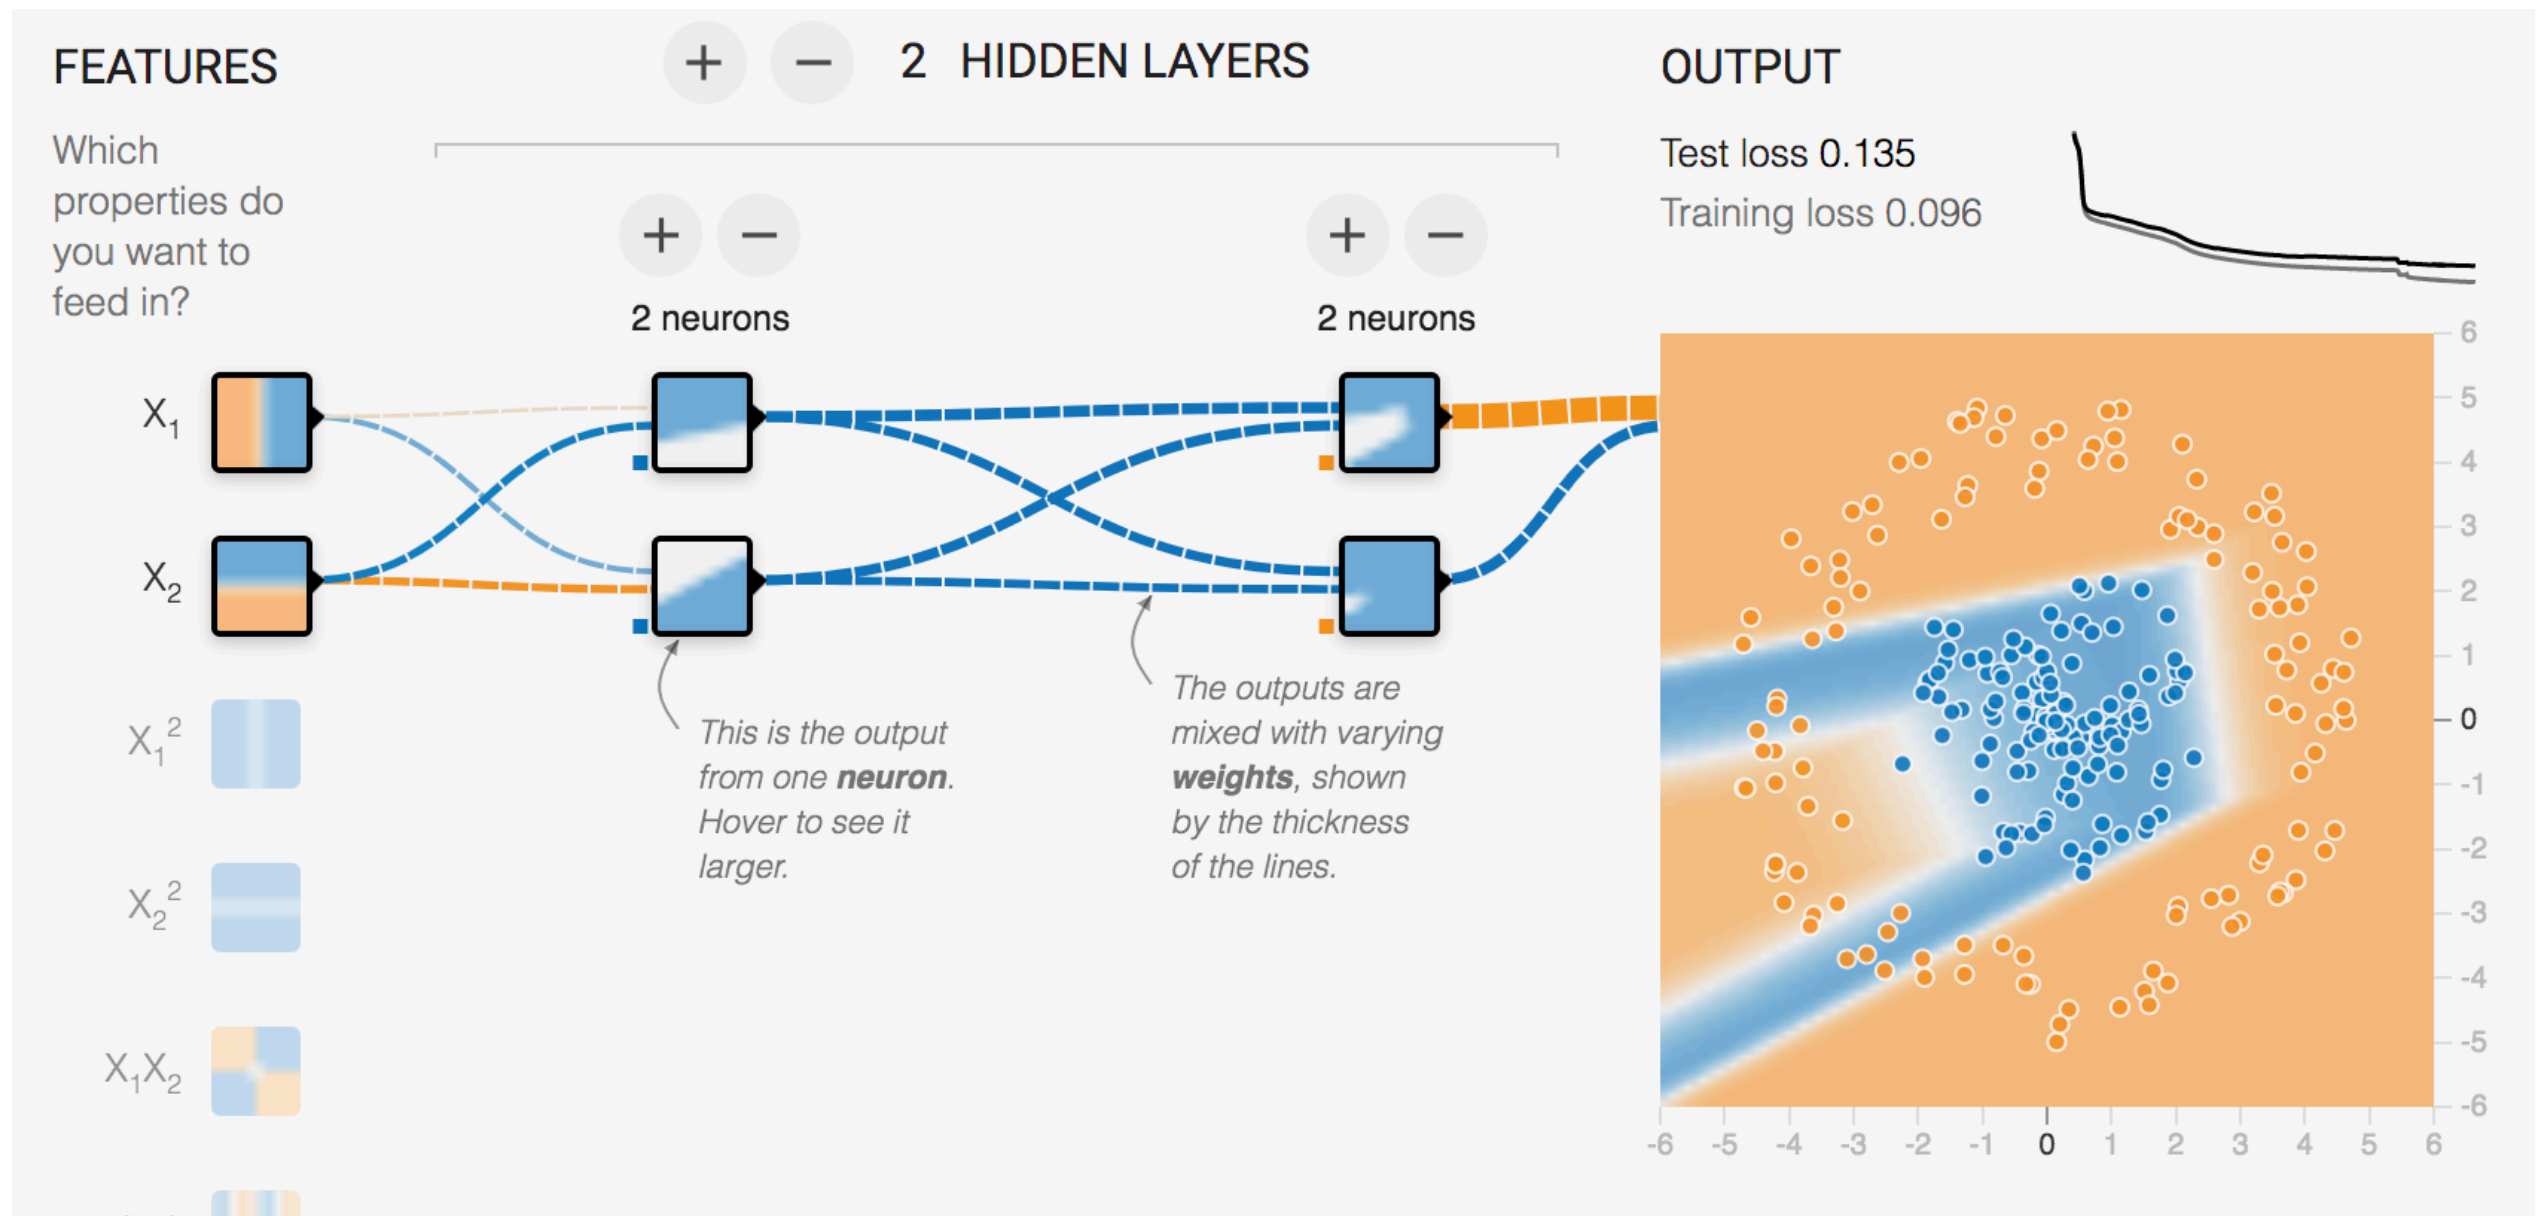 FEATURES
Which
properties do
you want to
feed in?
+ − 2 HIDDEN LAYERS
+ −
2 neurons
+ −
2 neurons
X₁
X₂
X₁²
X₂²
X₁X₂
This is the output
from one neuron.
Hover to see it
larger.
The outputs are
mixed with varying
weights, shown
by the thickness
of the lines.
OUTPUT
Test loss 0.135
Training loss 0.096
6
5
4
3
2
1
0
-1
-2
-3
-4
-5
-6
-6 -5 -4 -3 -2 -1 0 1 2 3 4 5 6